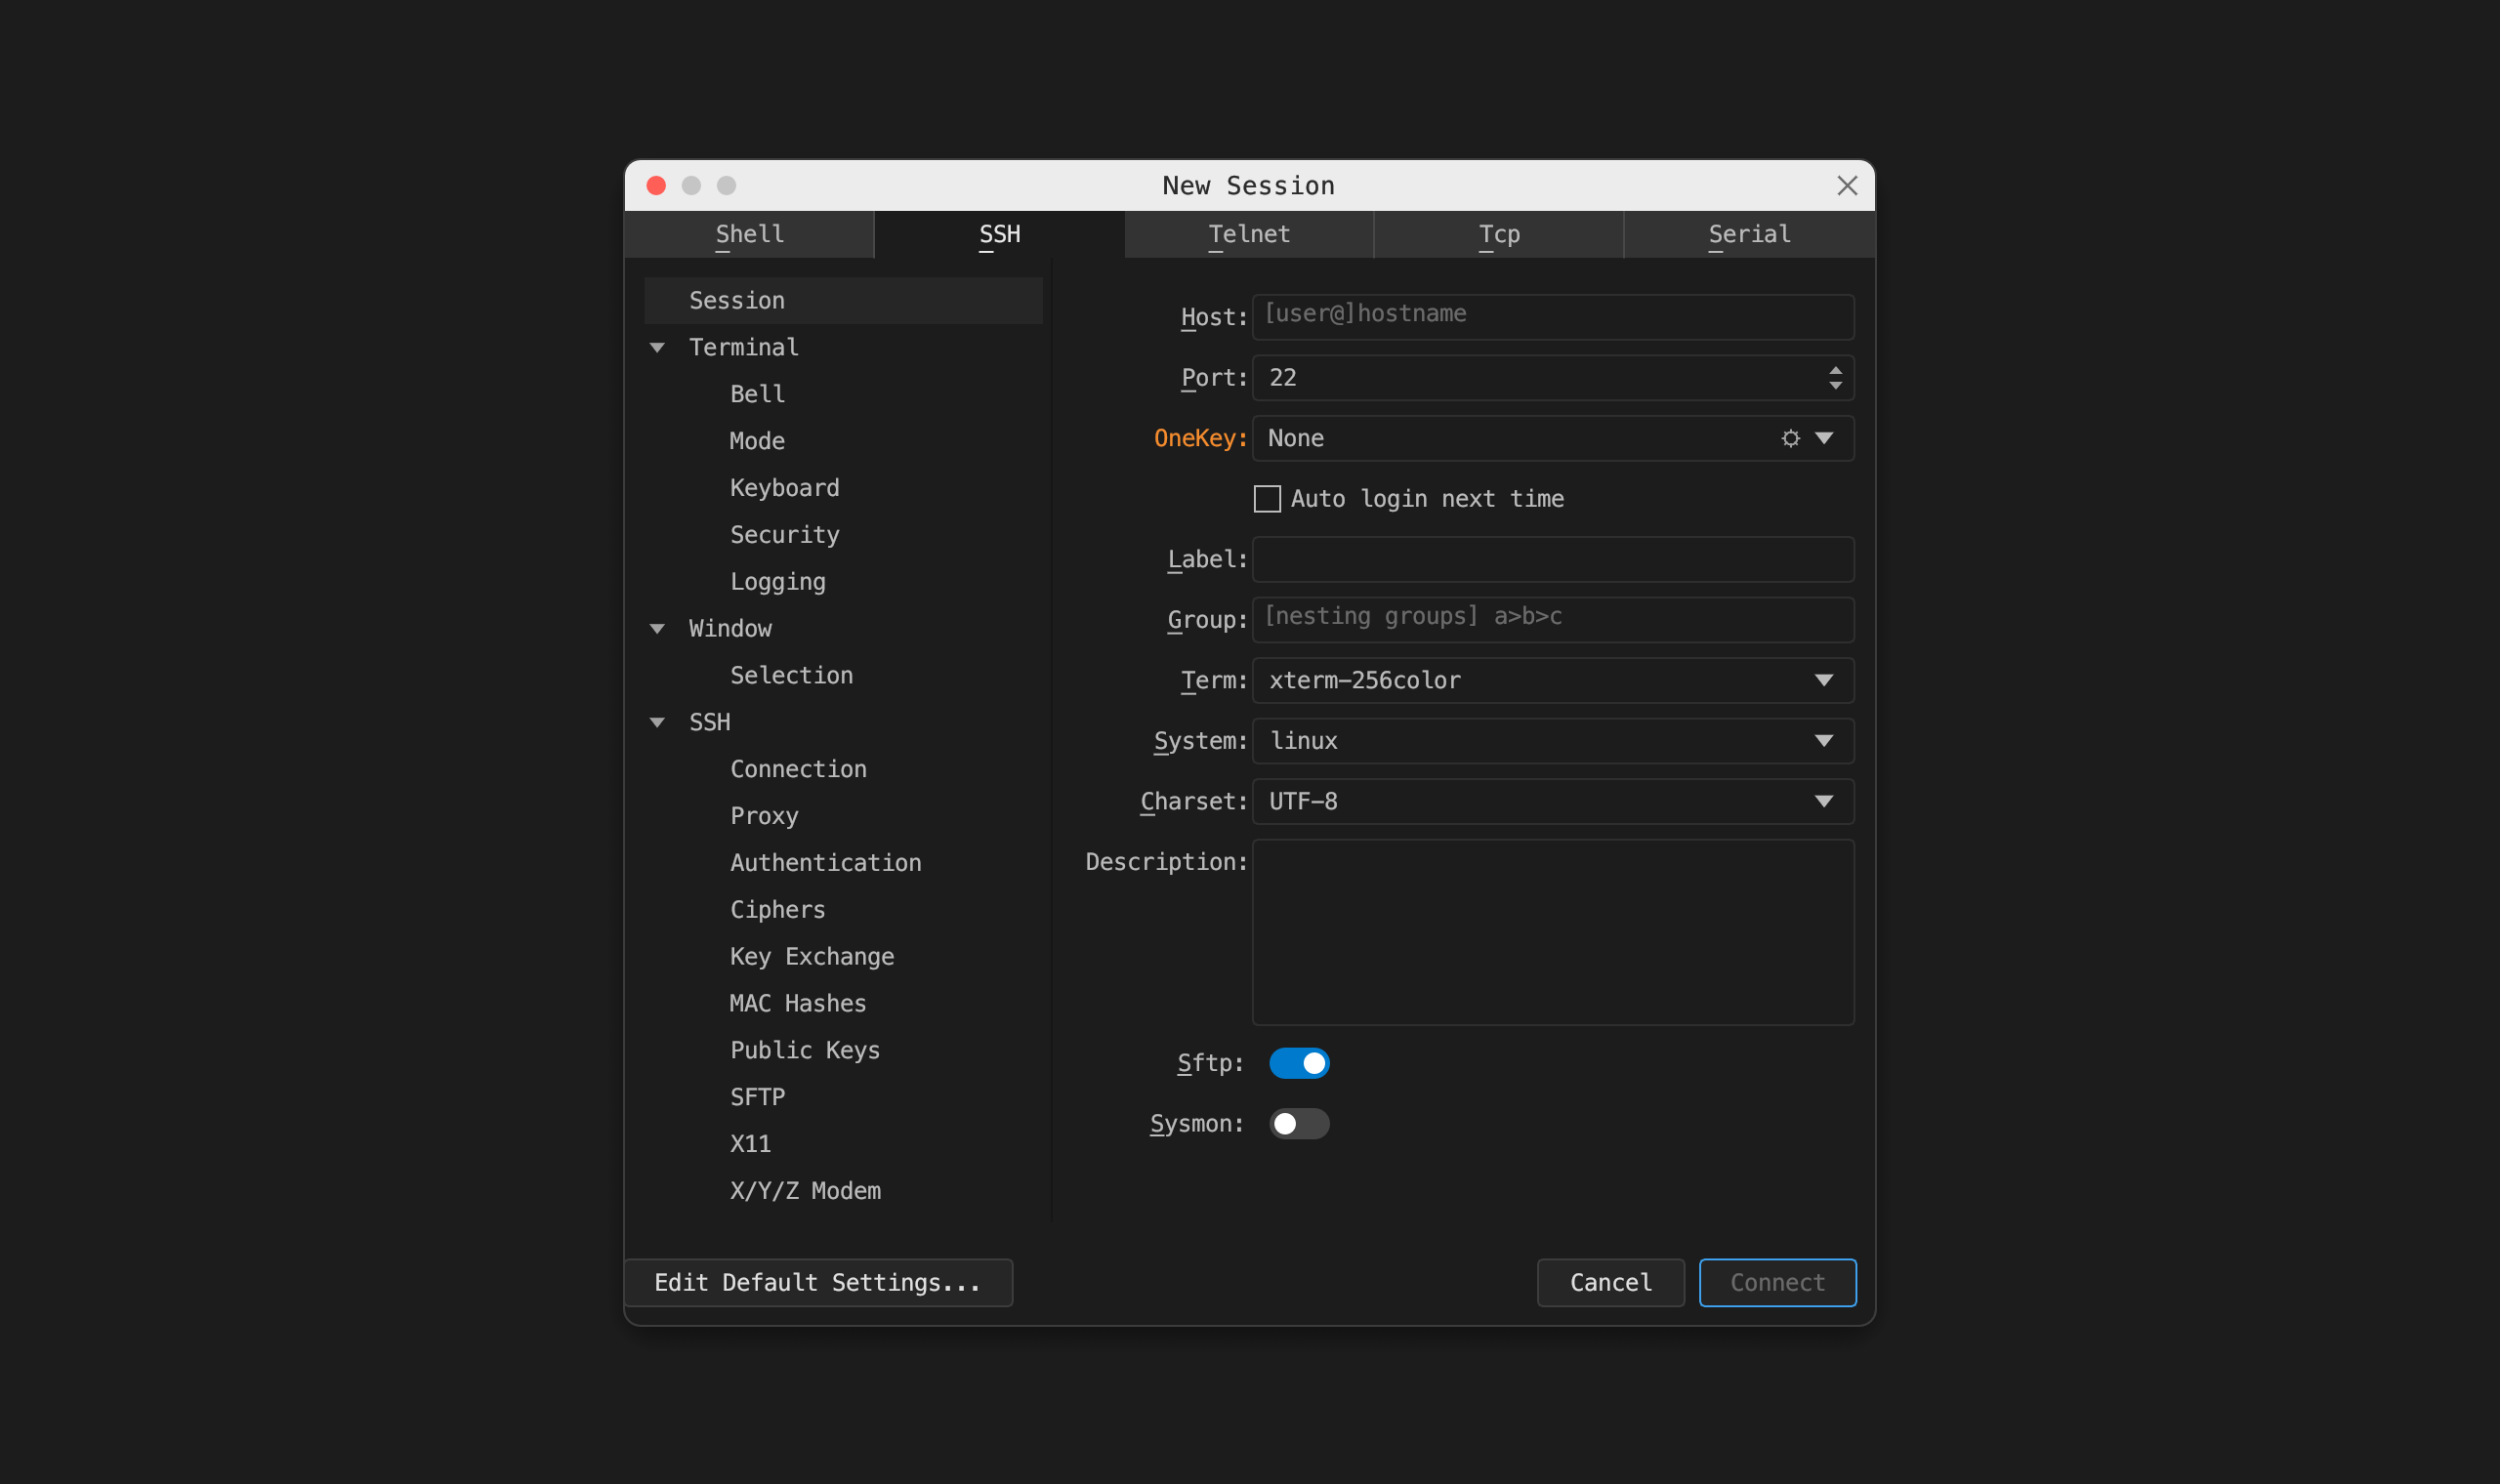 New Session
Shell SSH Telnet Tcp Serial
Session
Terminal
Bell
Mode
Keyboard
Security
Logging
Window
Selection
SSH
Connection
Proxy
Authentication
Ciphers
Key Exchange
MAC Hashes
Public Keys
SFTP
X11
X/Y/Z Modem
Host: [user@]hostname
Port: 22
OneKey: None
Auto login next time
Label:
Group: [nesting groups] a>b>c
Term: xterm-256color
System: linux
Charset: UTF-8
Description:
Sftp:
Sysmon:
Edit Default Settings... Cancel Connect